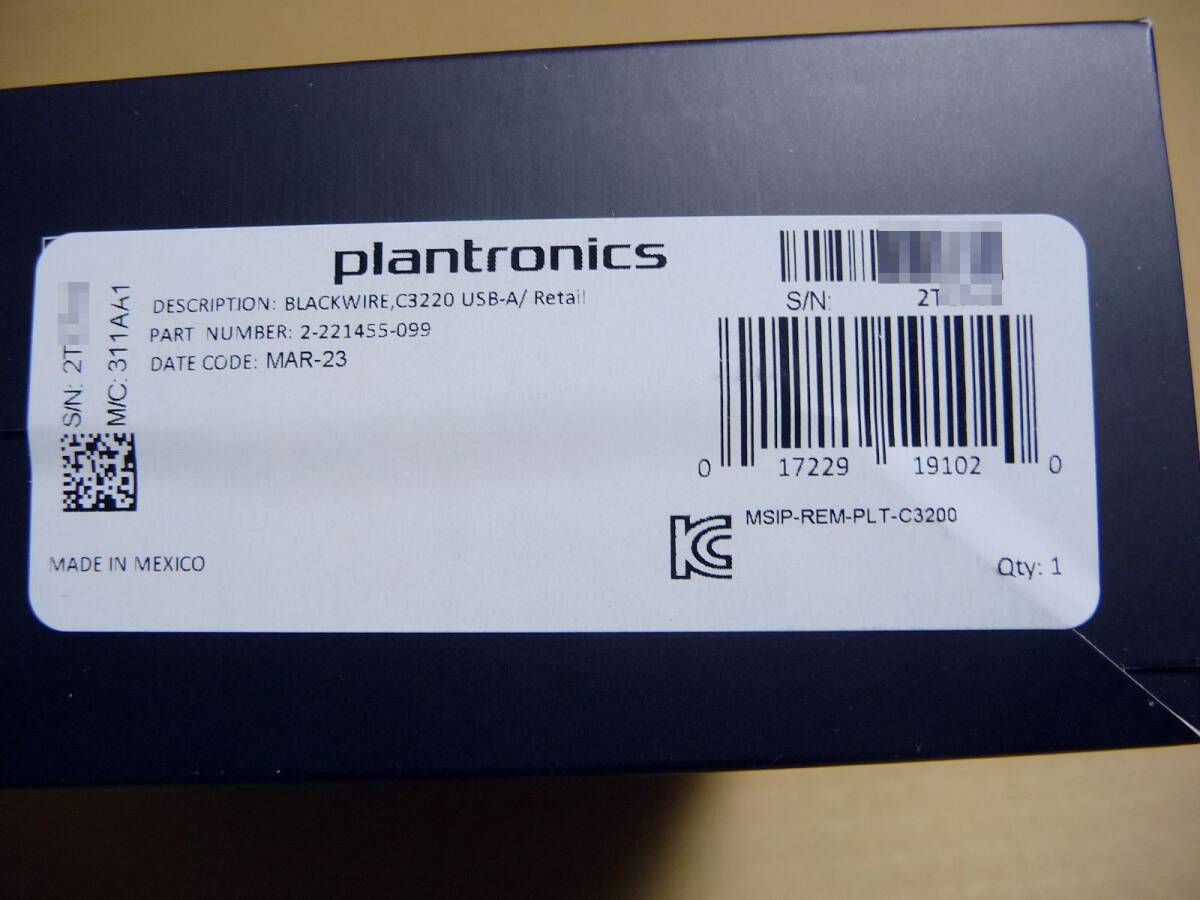 plantronics
DESCRIPTION: BLACKWIRE,C3220 USB-A/ Retail
PART NUMBER: 2-221455-099
DATE CODE: MAR-23
S/N: 2T
M/C: 311AA1
MADE IN MEXICO
S/N: 2T
0 17229 19102 0
MSIP-REM-PLT-C3200
Qty: 1